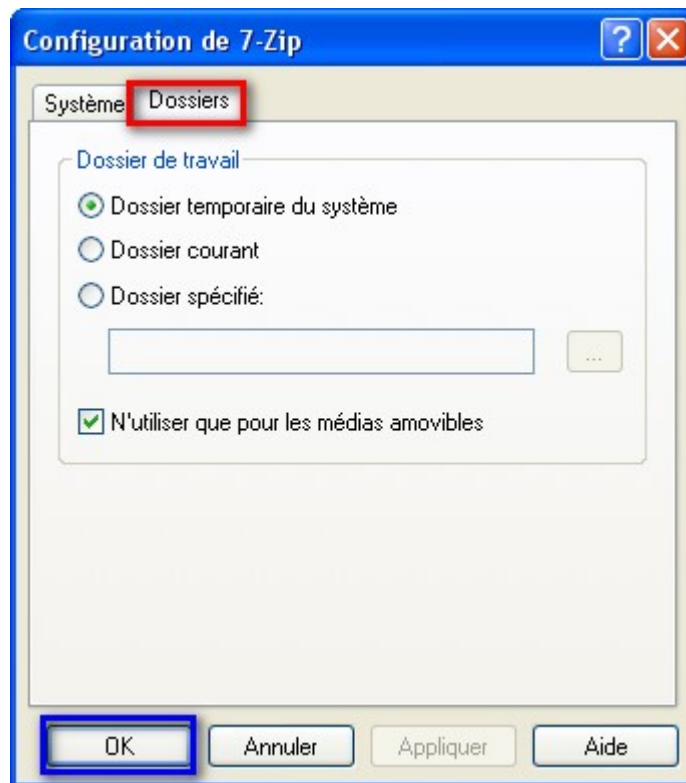 Configuration de 7-Zip
Système Dossiers
Dossier de travail
Dossier temporaire du système
Dossier courant
Dossier spécifié:
...
N'utiliser que pour les médias amovibles
OK Annuler Appliquer Aide